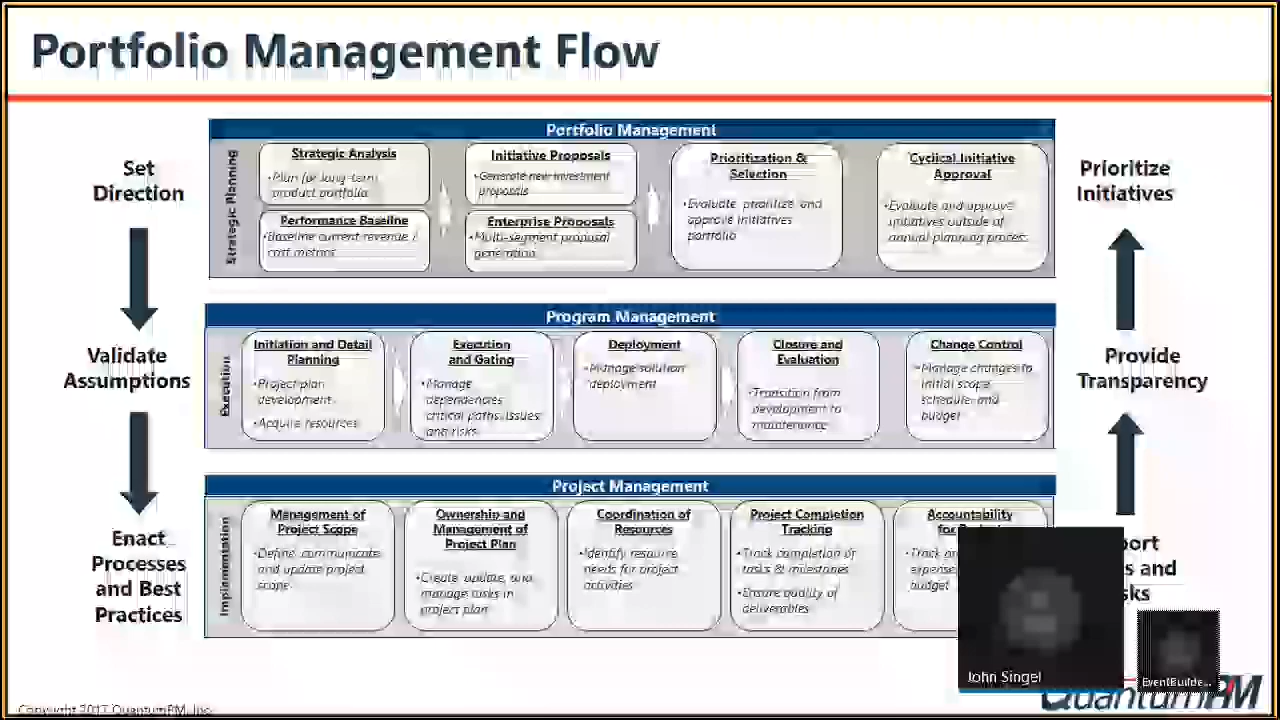 Portfolio Management Flow
Set
Direction
Validate
Assumptions
Enact
Processes
and Best
Practices
Portfolio Management
Strategic Planning
Strategic Analysis
•Plan for long-term
product portfolio
Performance Baseline
•Baseline current revenue /
cost metrics
Initiative Proposals
•Generate new investment
proposals
Enterprise Proposals
•Multi-segment proposal
generation
Prioritization &
Selection
•Evaluate, prioritize, and
approve initiatives
portfolio
Cyclical Initiative
Approval
•Evaluate and approve
initiatives outside of
annual planning process
Program Management
Execution
Initiation and Detail
Planning
•Project plan
development
•Acquire resources
Execution
and Gating
•Manage
dependencies,
critical paths, issues
and risks
Deployment
•Manage solution
deployment
Closure and
Evaluation
•Transition from
development to
maintenance
Change Control
•Manage changes to
initial scope,
schedule, and
budget
Project Management
Implementation
Management of
Project Scope
•Define, communicate
and update project
scope
Ownership and
Management of
Project Plan
•Create, update, and
manage tasks in
project plan
Coordination of
Resources
•Identify resource
needs for project
activities
Project Completion
Tracking
•Track completion of
tasks & milestones
•Ensure quality of
deliverables
Accountability
for
•Track
expense
budget
Prioritize
Initiatives
Provide
Transparency
port
s and
sks
John Singel
EventBuilde...
QuantumPM
Copyright 2017 QuantumPM, Inc.